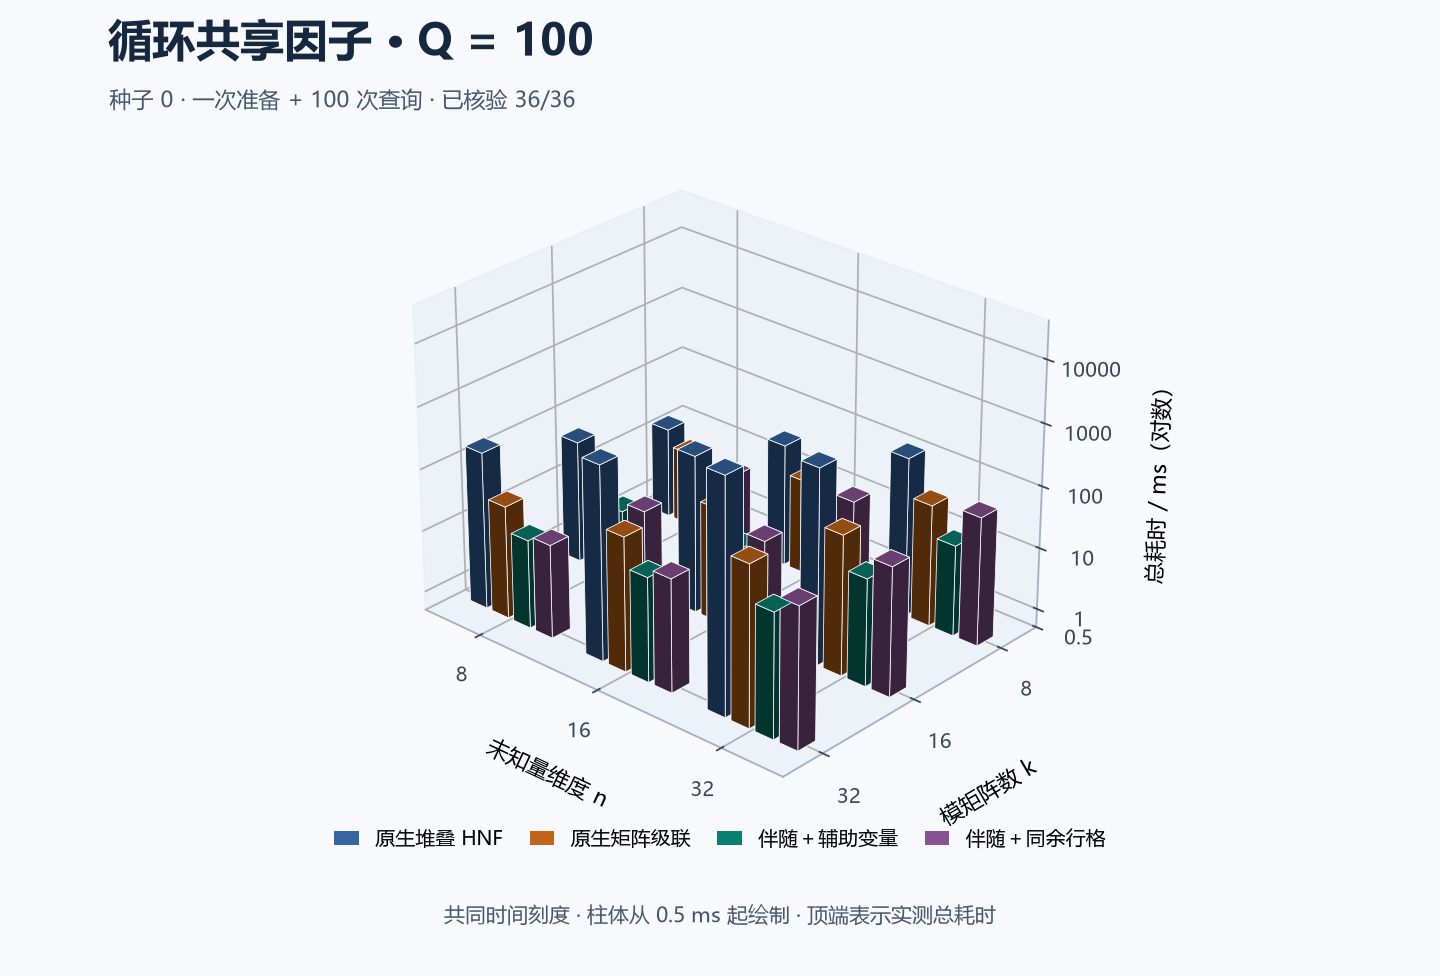 循环共享因子 • Q = 100
种子 0 · 一次准备 + 100 次查询 · 已核验 36/36
10000
1000
100
10
1
0.5
总耗时 / ms（对数）
8
16
32
未知量维度 n
8
16
32
模矩阵数 k
原生堆叠 HNF 原生矩阵级联 伴随 + 辅助变量 伴随 + 同余行格
共同时间刻度 · 柱体从 0.5 ms 起绘制 · 顶端表示实测总耗时